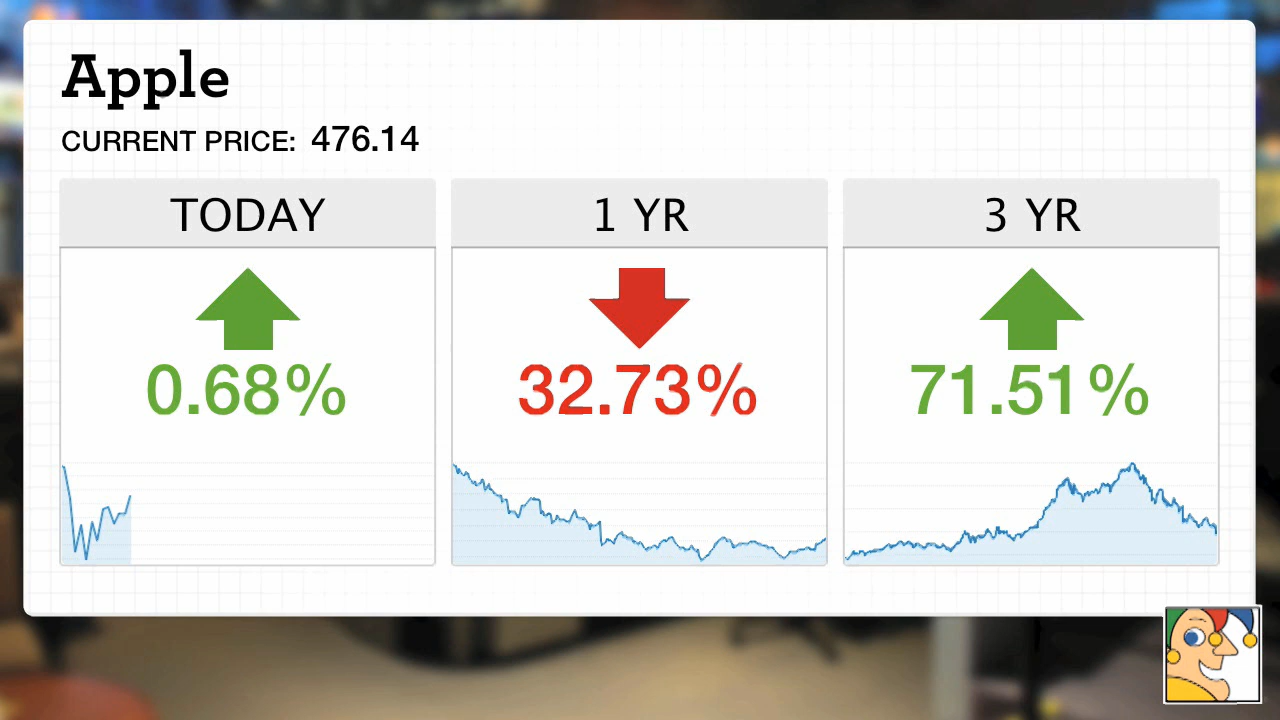 Apple
CURRENT PRICE: 476.14
TODAY
0.68%
1 YR
32.73%
3 YR
71.51%